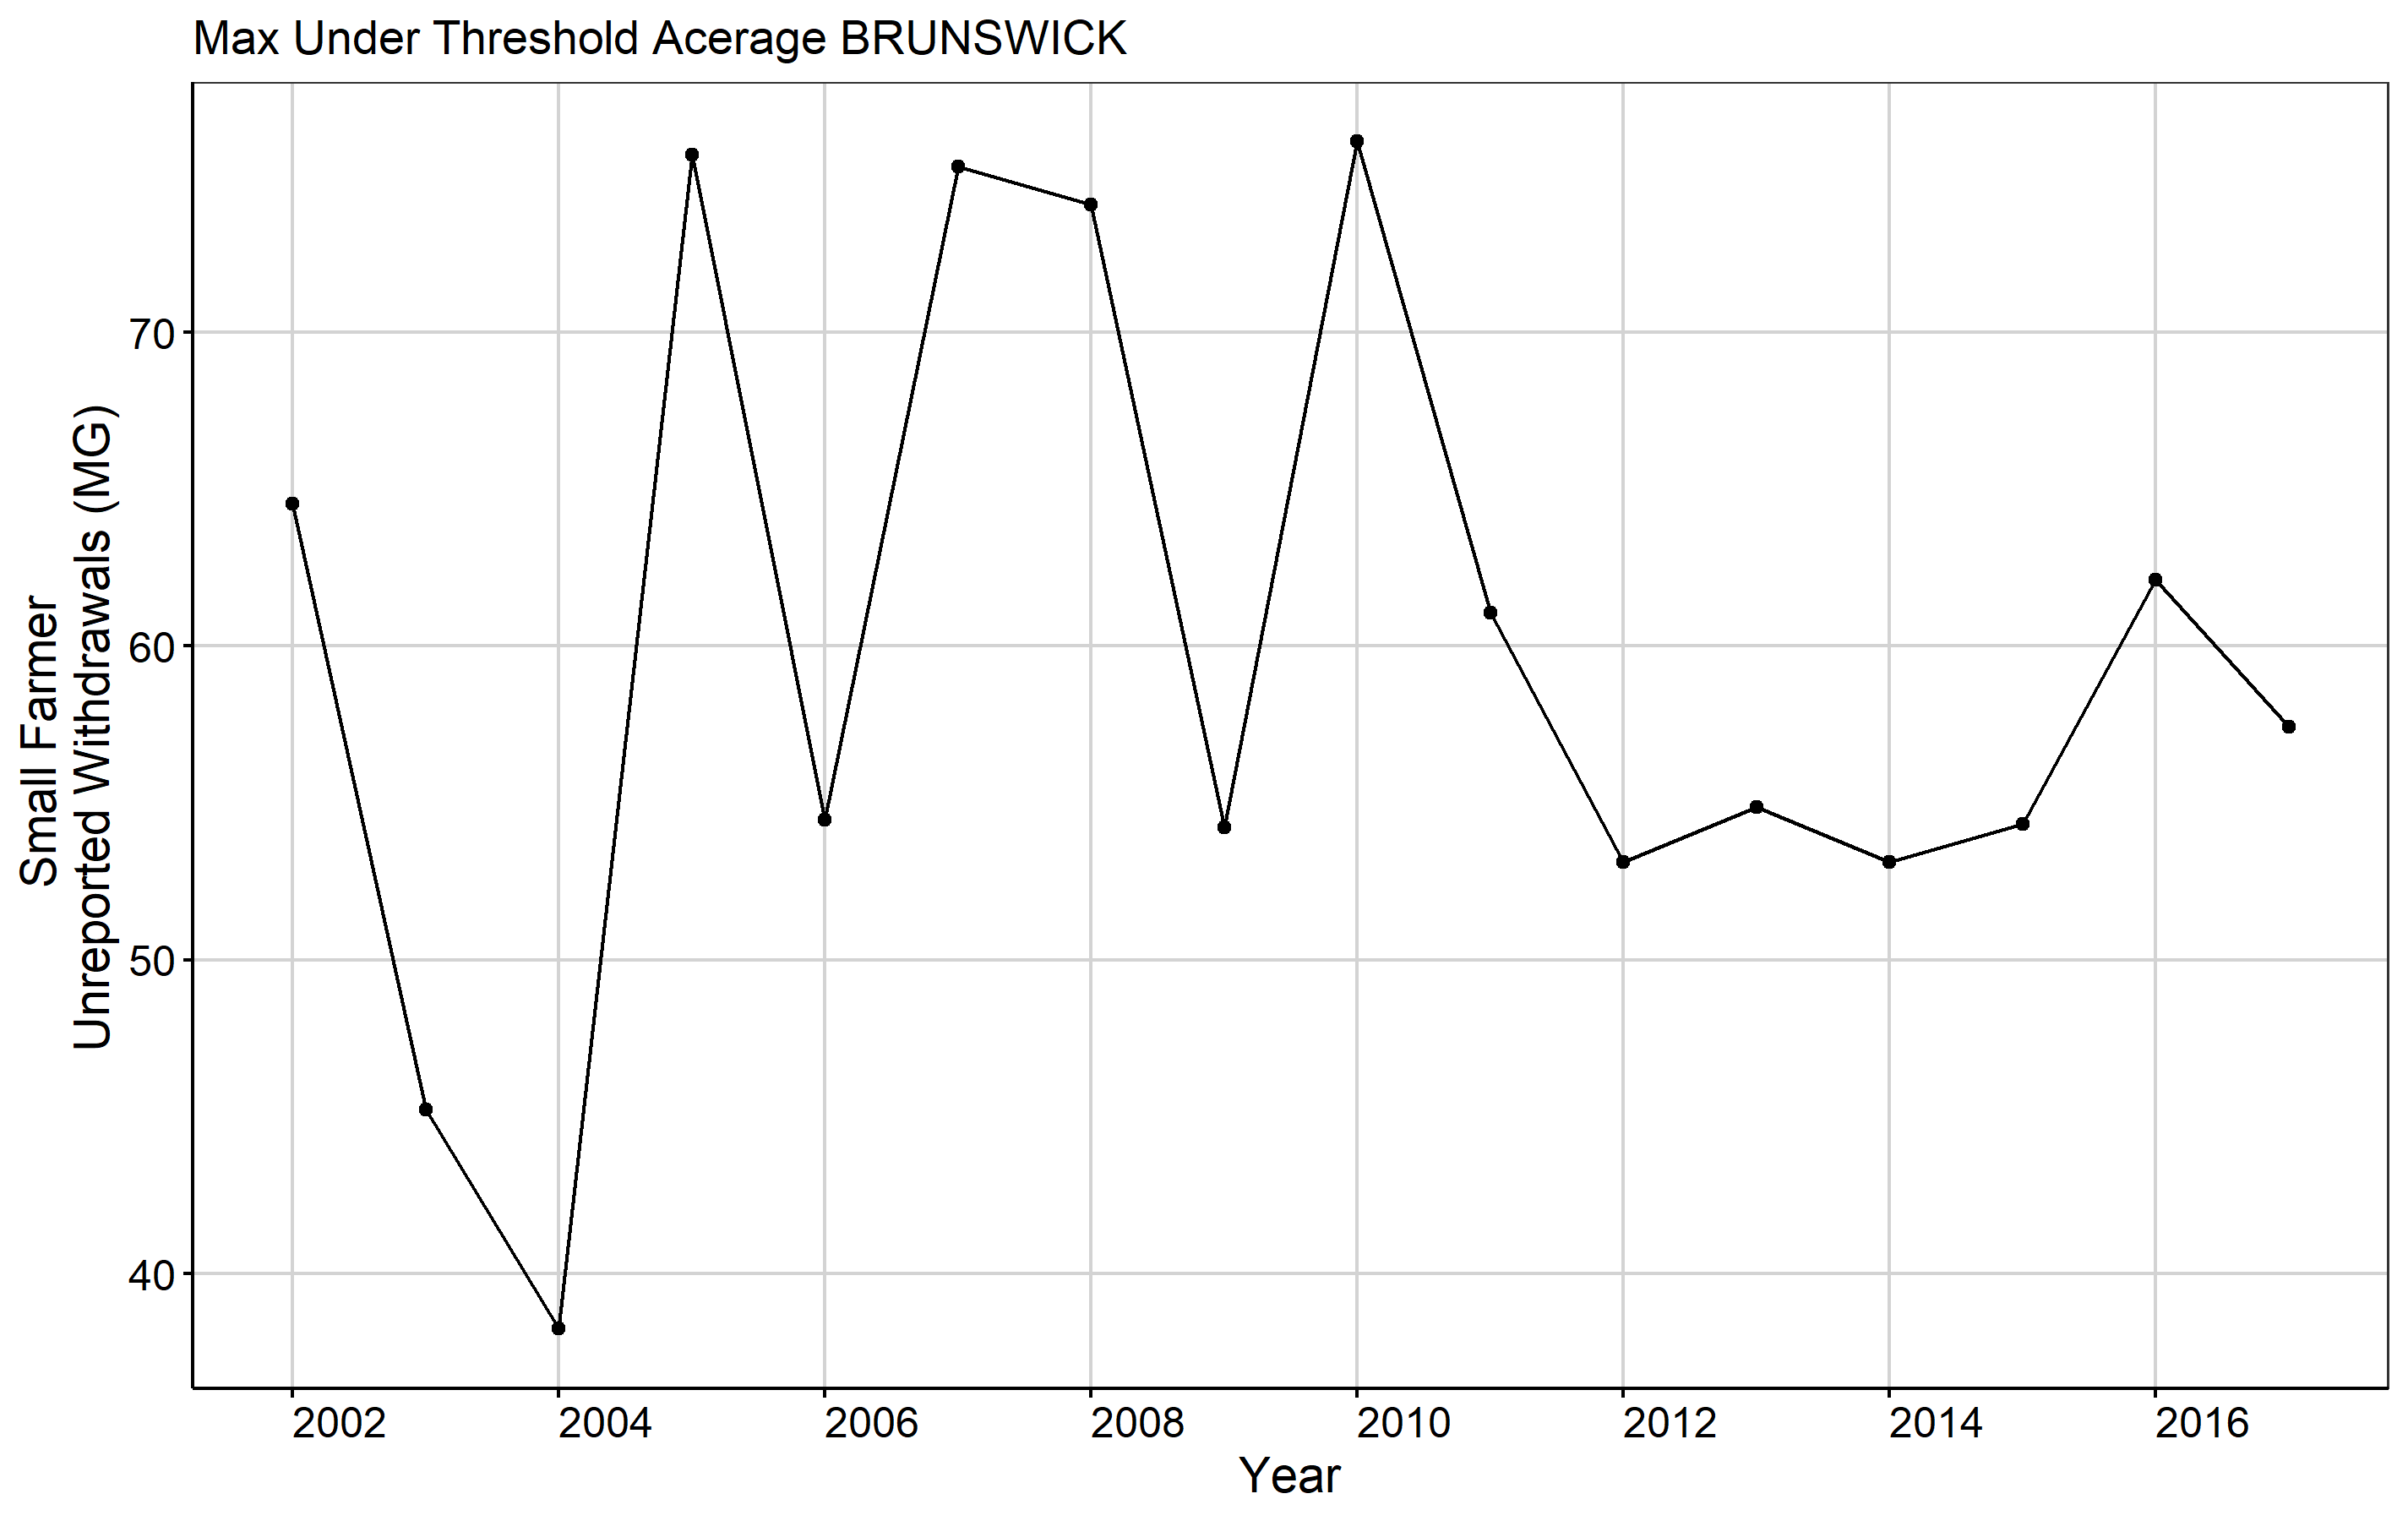 Max Under Threshold Acerage BRUNSWICK
Small Farmer
Unreported Withdrawals (MG)
70
60
50
40
2002 2004 2006 2008 2010 2012 2014 2016
Year